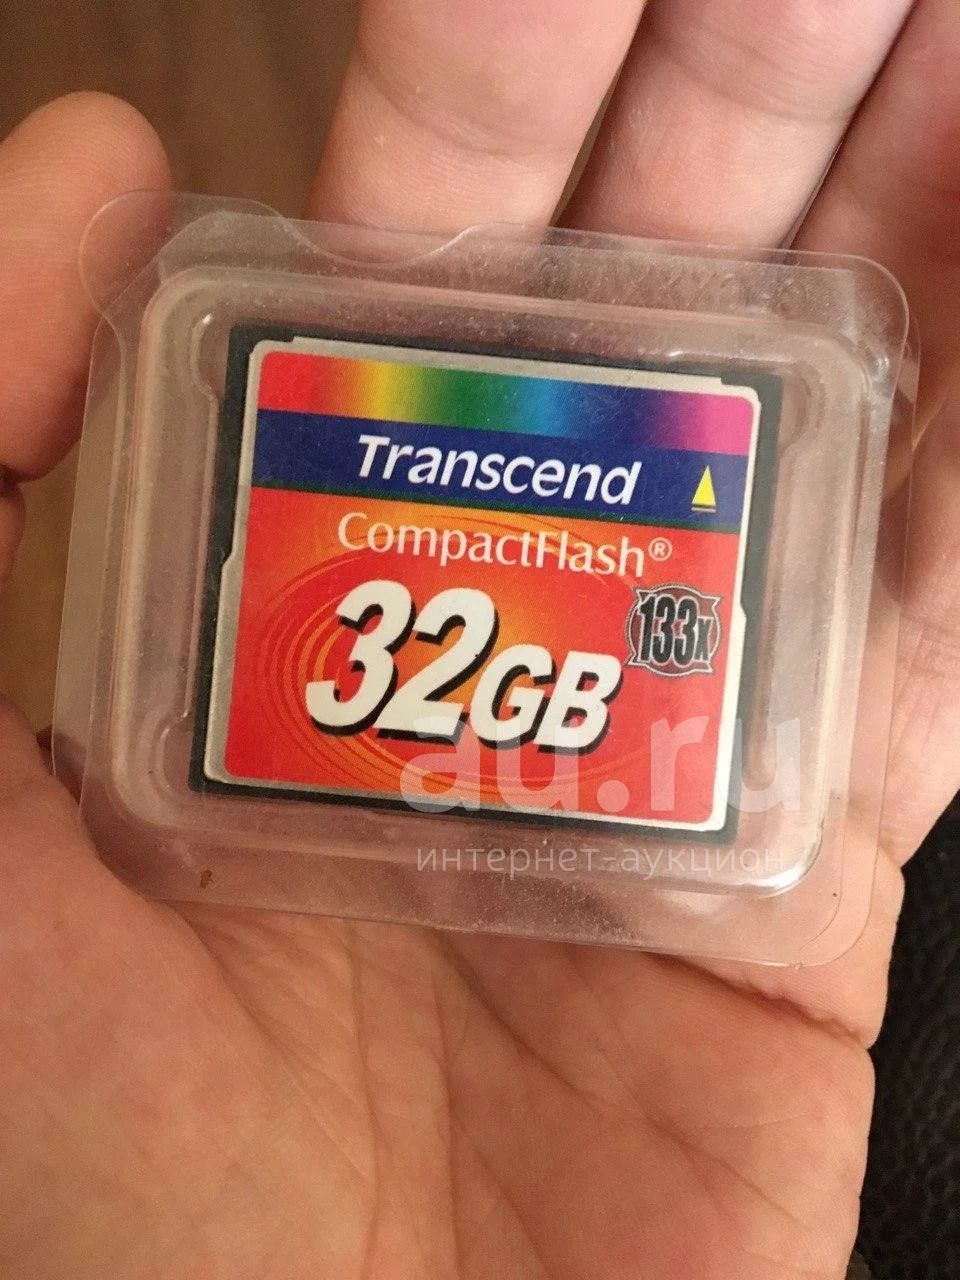 Transcend
CompactFlash®
133x
32GB
au.ru
интернет-аукцион